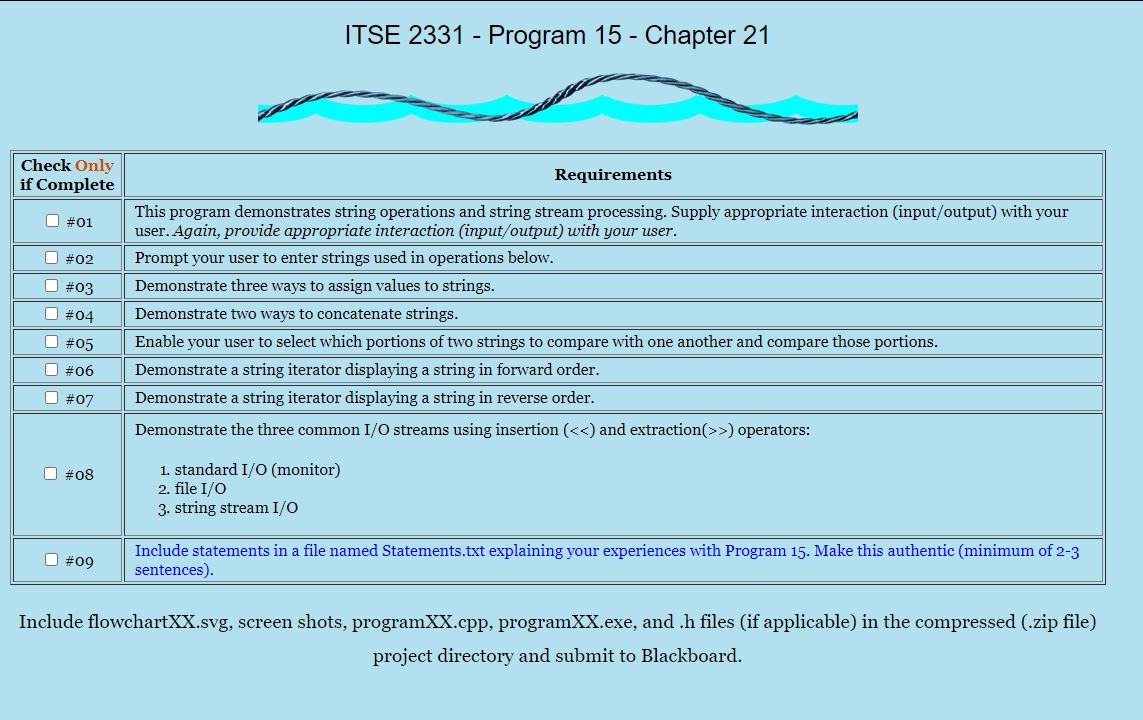 ITSE 2331 - Program 15 - Chapter 21
Check Only
if Complete
Requirements
#01
This program demonstrates string operations and string stream processing. Supply appropriate interaction (input/output) with your
user. Again, provide appropriate interaction (input/output) with your user.
#02
Prompt your user to enter strings used in operations below.
#03
Demonstrate three ways to assign values to strings.
#04
Demonstrate two ways to concatenate strings.
#05
Enable your user to select which portions of two strings to compare with one another and compare those portions.
#06
Demonstrate a string iterator displaying a string in forward order.
#07
Demonstrate a string iterator displaying a string in reverse order.
#08
Demonstrate the three common I/O streams using insertion (<<) and extraction(>>) operators:
1. standard I/O (monitor)
2. file I/O
3. string stream I/O
#09
Include statements in a file named Statements.txt explaining your experiences with Program 15. Make this authentic (minimum of 2-3
sentences).
Include flowchartXX.svg, screen shots, programXX.cpp, programXX.exe, and .h files (if applicable) in the compressed (.zip file)
project directory and submit to Blackboard.